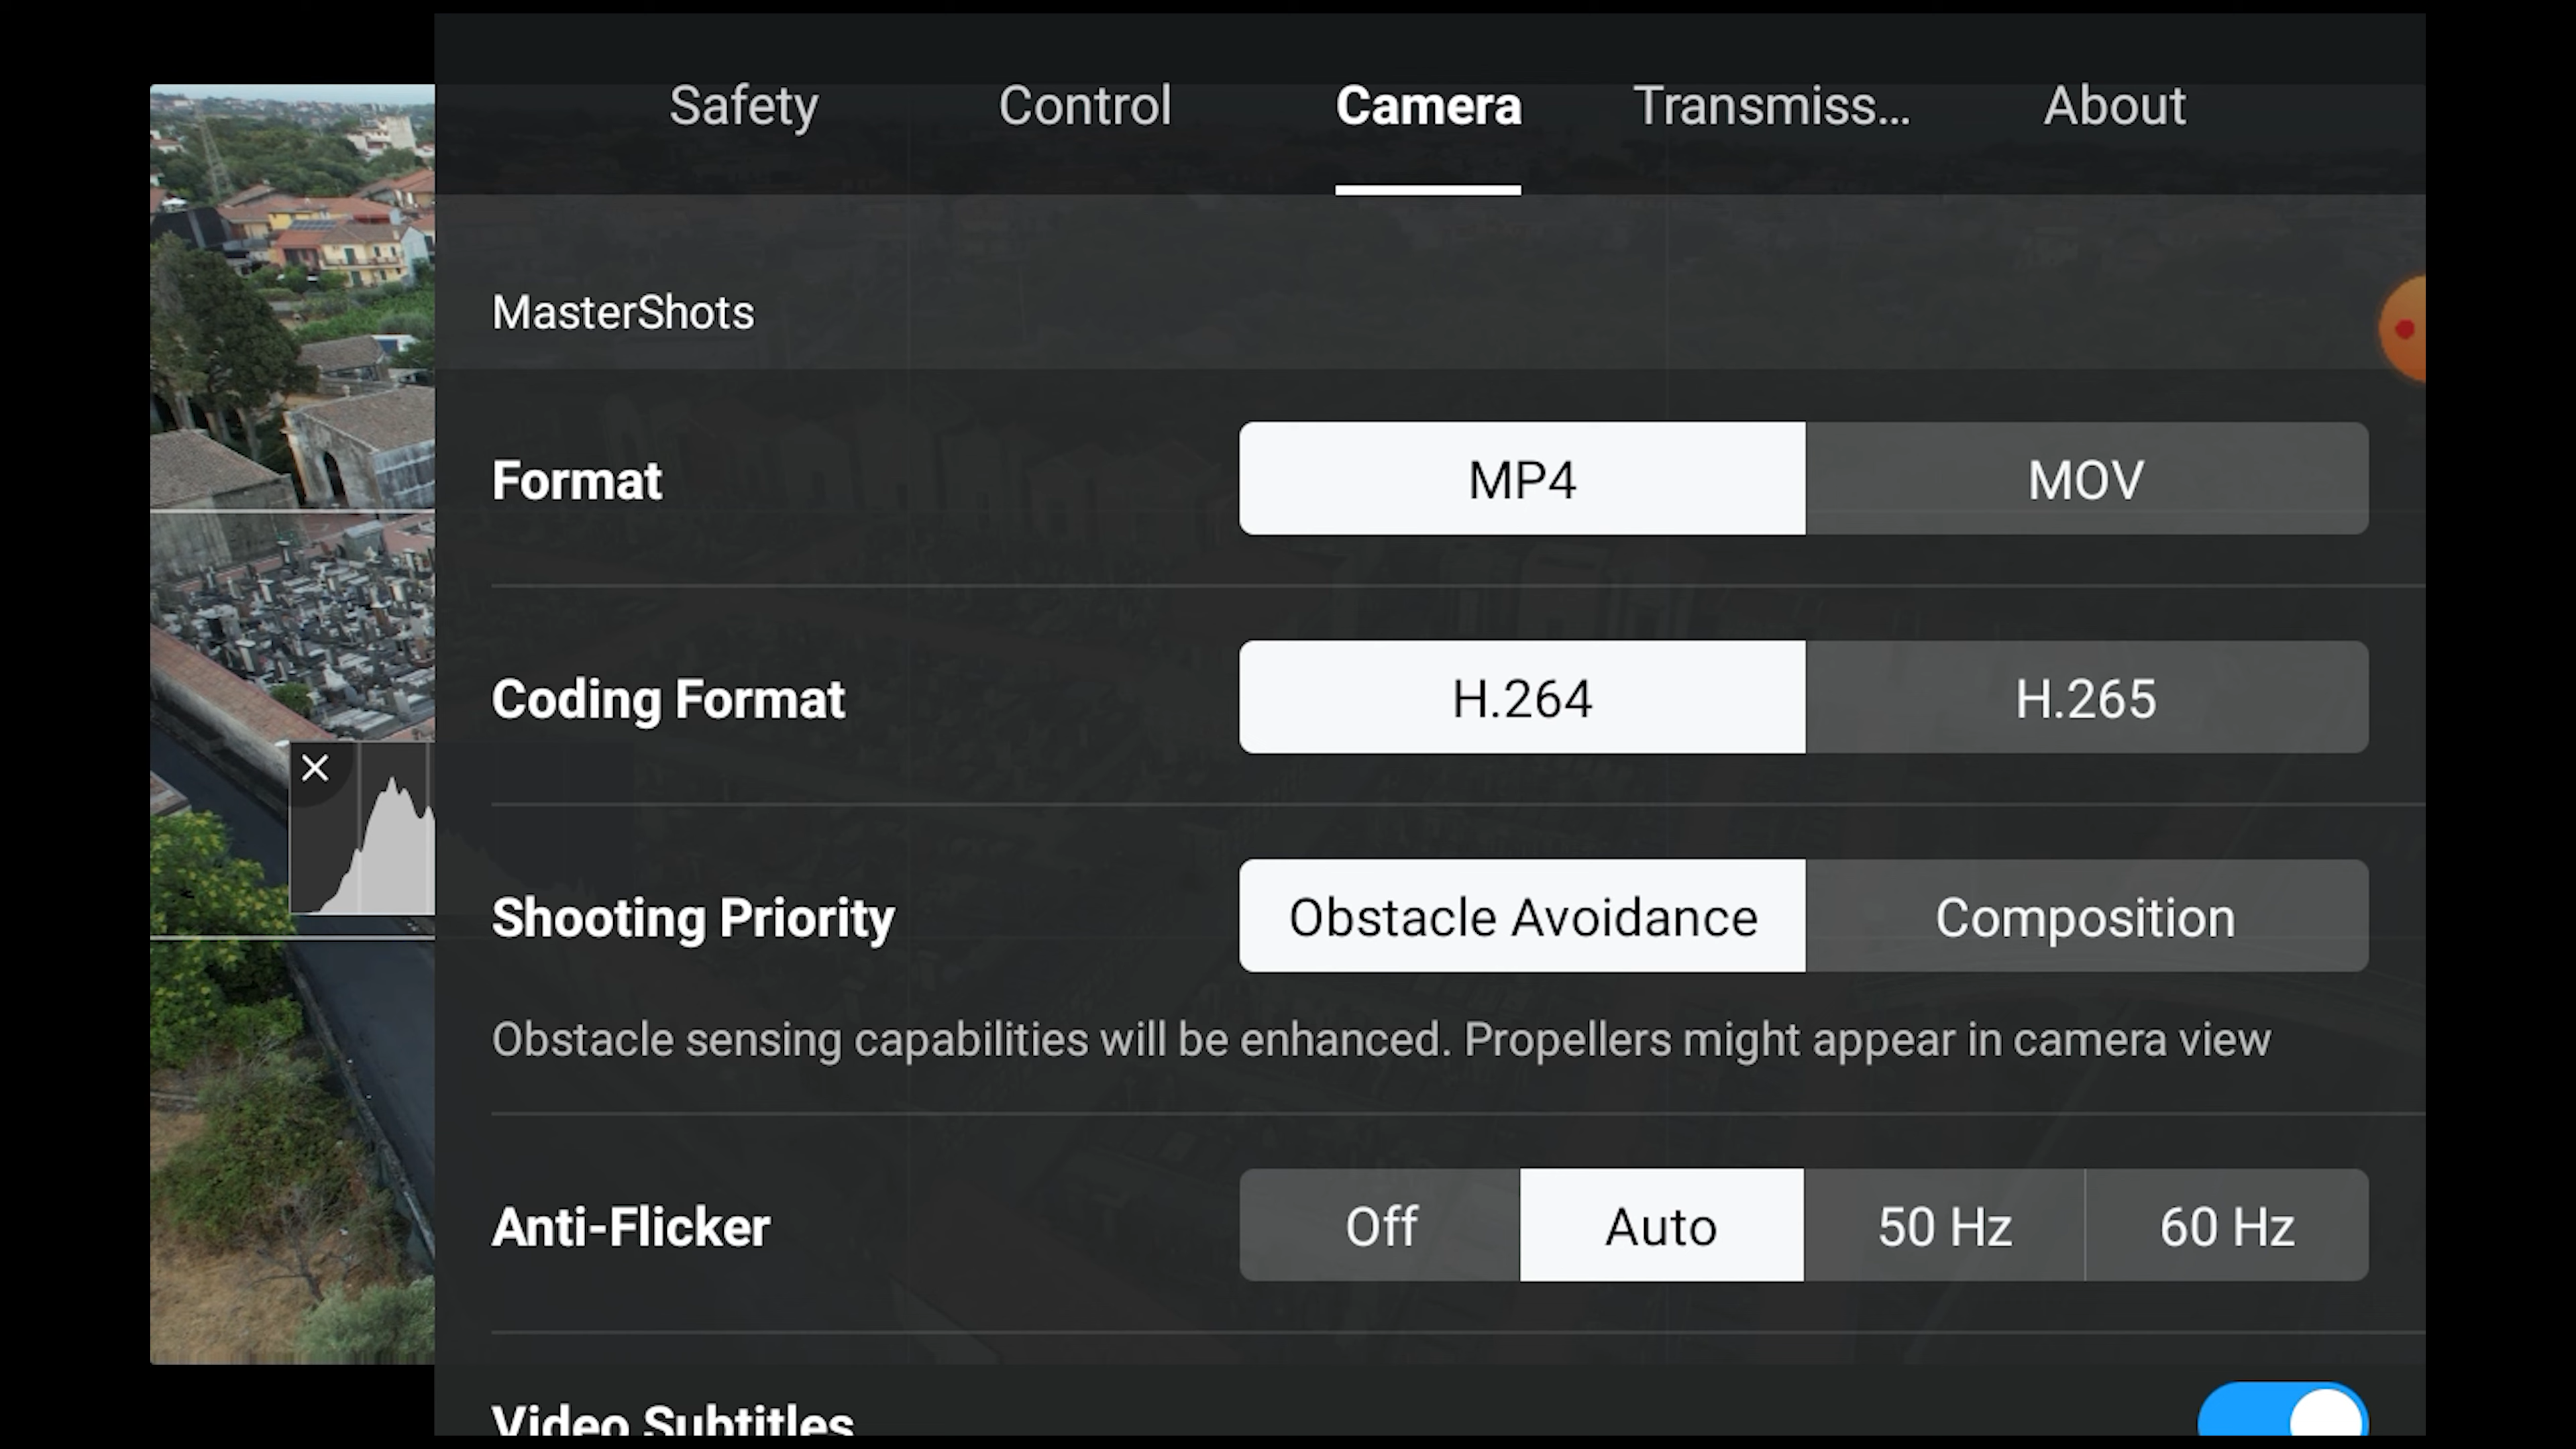 Safety Control Camera Transmiss... About
MasterShots
Format MP4 MOV
Coding Format H.264 H.265
Shooting Priority Obstacle Avoidance Composition
Obstacle sensing capabilities will be enhanced. Propellers might appear in camera view
Anti-Flicker Off Auto 50 Hz 60 Hz
Video Subtitles